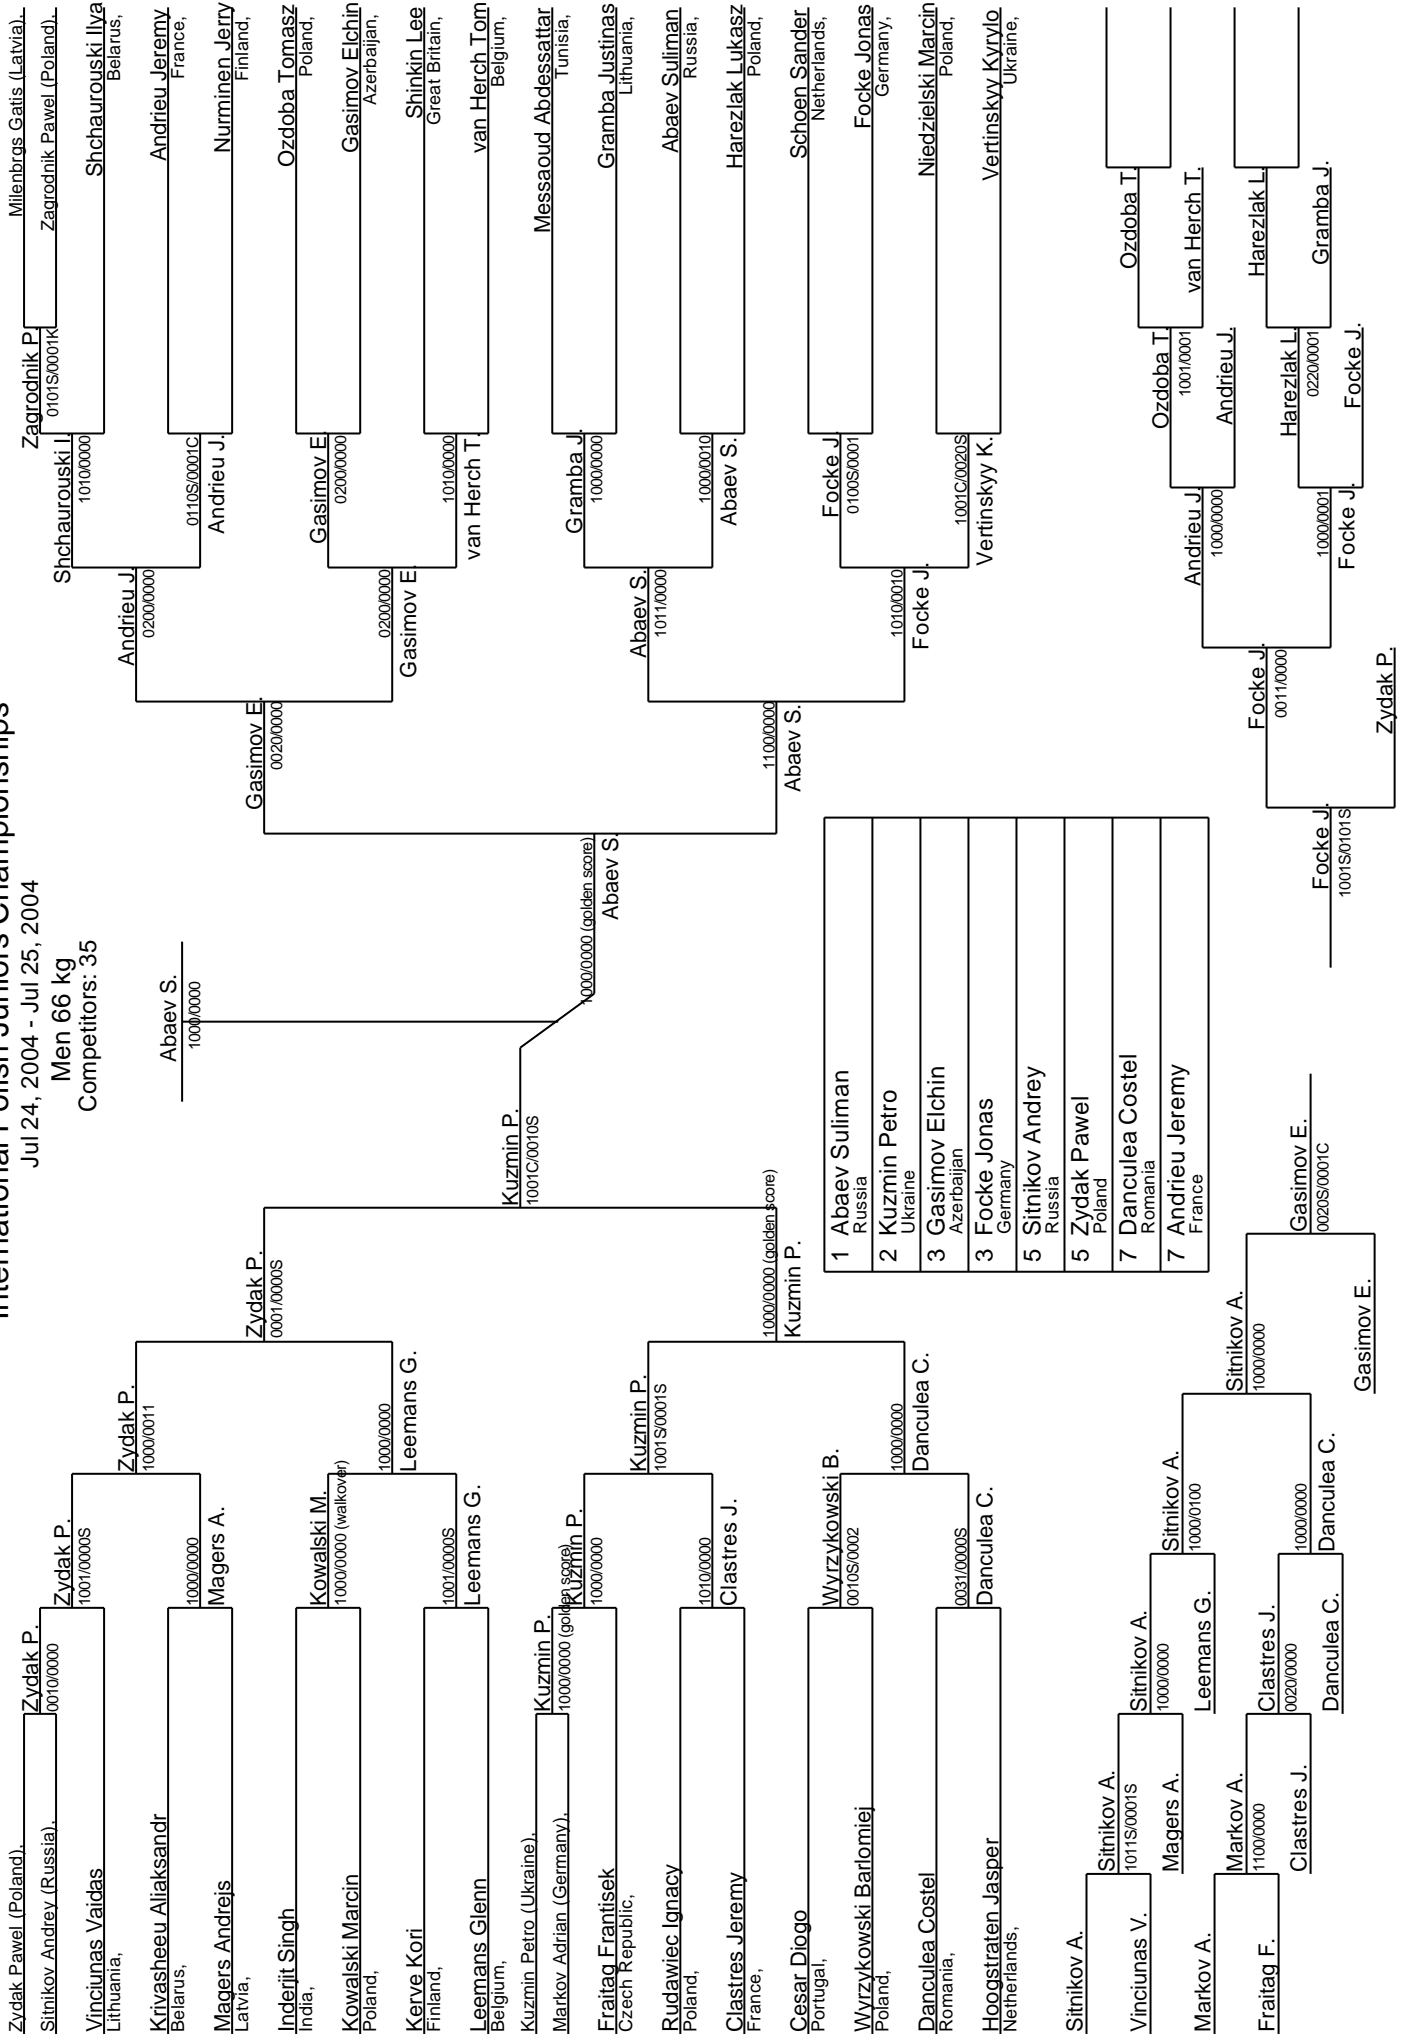 International Polish Juniors Championships
Jul 24, 2004 - Jul 25, 2004
Men 66 kg
Competitors: 35
Zydak Pawel (Poland),
Sitnikov Andrey (Russia),
Vinciunas Vaidas
Lithuania,
Krivasheeu Aliaksandr
Belarus,
Magers Andrejs
Latvia,
Inderjit Singh
India,
Kowalski Marcin
Poland,
Kerve Kori
Finland,
Leemans Glenn
Belgium,
Kuzmin Petro (Ukraine),
Markov Adrian (Germany),
Fraitag Frantisek
Czech Republic,
Rudawiec Ignacy
Poland,
Clastres Jeremy
France,
Cesar Diogo
Portugal,
Wyrzykowski Barlomiej
Poland,
Danculea Costel
Romania,
Hoogstraten Jasper
Netherlands,
Zydak P.
0010/0000
Kuzmin P.
1000/0000 (golden score)
Zydak P.
1001/0000S
1000/0000
Magers A.
Kowalski M.
1000/0000 (walkover)
1001/0000S
Leemans G.
Kuzmin P.
1000/0000
1010/0000
Clastres J.
Wyrzykowski B.
0010S/0002
0031/0000S
Danculea C.
Zydak P.
1000/0011
1000/0000
Leemans G.
Kuzmin P.
1001S/0001S
1000/0000
Danculea C.
Zydak P.
0001/0000S
1000/0000 (golden score)
Kuzmin P.
Kuzmin P.
1001C/0010S
Abaev S.
1000/0000
1000/0000 (golden score)
Abaev S.
Gasimov E.
0020/0000
1100/0000
Abaev S.
Andrieu J.
0200/0000
0200/0000
Gasimov E.
Abaev S.
1011/0000
1010/0010
Focke J.
Shchaurouski I.
1010/0000
0110S/0001C
Andrieu J.
Gasimov E.
0200/0000
1010/0000
van Herch T.
Gramba J.
1000/0000
1000/0010
Abaev S.
Focke J.
0100S/0001
1001C/0020S
Vertinskyy K.
Zagrodnik P.
0101S/0001K
Milenbrgs Gatis (Latvia),
Zagrodnik Pawel (Poland),
Shchaurouski Ilya
Belarus,
Andrieu Jeremy
France,
Nurminen Jerry
Finland,
Ozdoba Tomasz
Poland,
Gasimov Elchin
Azerbaijan,
Shinkin Lee
Great Britain,
van Herch Tom
Belgium,
Messaoud Abdessattar
Tunisia,
Gramba Justinas
Lithuania,
Abaev Suliman
Russia,
Harezlak Lukasz
Poland,
Schoen Sander
Netherlands,
Focke Jonas
Germany,
Niedzielski Marcin
Poland,
Vertinskyy Kyrylo
Ukraine,
1 Abaev Suliman
Russia
2 Kuzmin Petro
Ukraine
3 Gasimov Elchin
Azerbaijan
3 Focke Jonas
Germany
5 Sitnikov Andrey
Russia
5 Zydak Pawel
Poland
7 Danculea Costel
Romania
7 Andrieu Jeremy
France
Sitnikov A.
Vinciunas V.
Markov A.
Fraitag F.
Sitnikov A.
1011S/0001S
Magers A.
Markov A.
1100/0000
Clastres J.
Sitnikov A.
1000/0000
Leemans G.
Clastres J.
0020/0000
Danculea C.
Sitnikov A.
1000/0100
1000/0000
Danculea C.
Sitnikov A.
1000/0000
Gasimov E.
Gasimov E.
0020S/0001C
Ozdoba T.
van Herch T.
Harezlak L.
Gramba J.
Ozdoba T.
1001/0001
Andrieu J.
Harezlak L.
0220/0001
Focke J.
Andrieu J.
1000/0000
1000/0001
Focke J.
Focke J.
0011/0000
Zydak P.
Focke J.
1001S/0101S